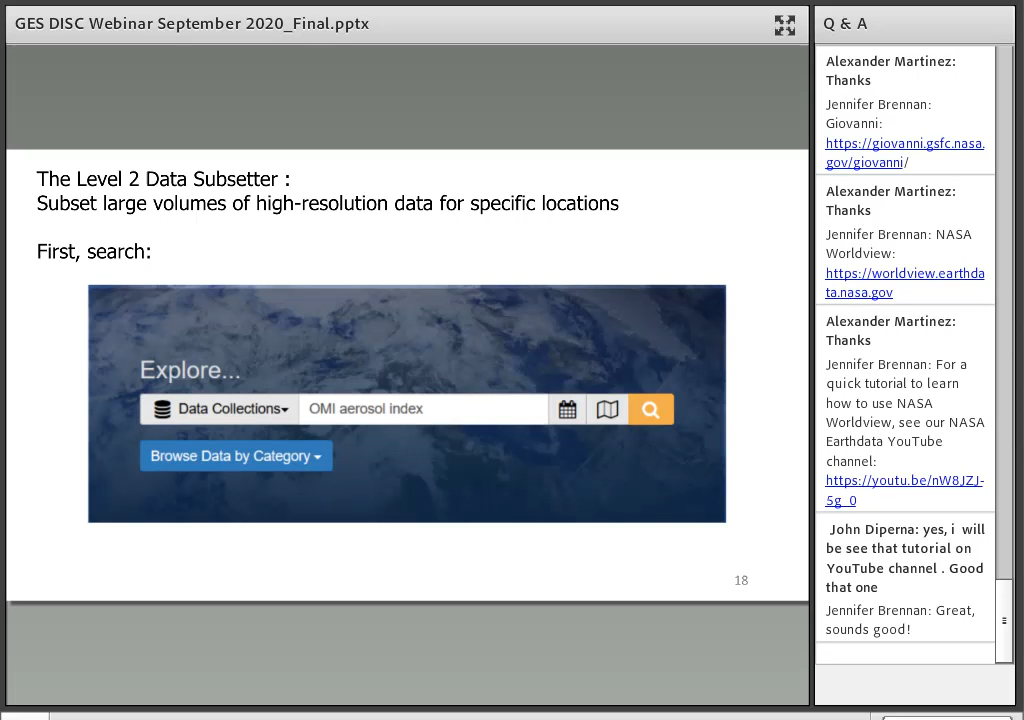 GES DISC Webinar September 2020_Final.pptx
The Level 2 Data Subsetter :
Subset large volumes of high-resolution data for specific locations
First, search:
Explore...
Data Collections
OMI aerosol index
Browse Data by Category
18
Q & A
Alexander Martinez:
Thanks
Jennifer Brennan:
Giovanni:
https://giovanni.gsfc.nasa.
gov/giovanni/
Alexander Martinez:
Thanks
Jennifer Brennan: NASA
Worldview:
https://worldview.earthda
ta.nasa.gov
Alexander Martinez:
Thanks
Jennifer Brennan: For a
quick tutorial to learn
how to use NASA
Worldview, see our NASA
Earthdata YouTube
channel:
https://youtu.be/nW8JZJ-
5g_0
John Diperna: yes, i will
be see that tutorial on
YouTube channel . Good
that one
Jennifer Brennan: Great,
sounds good!